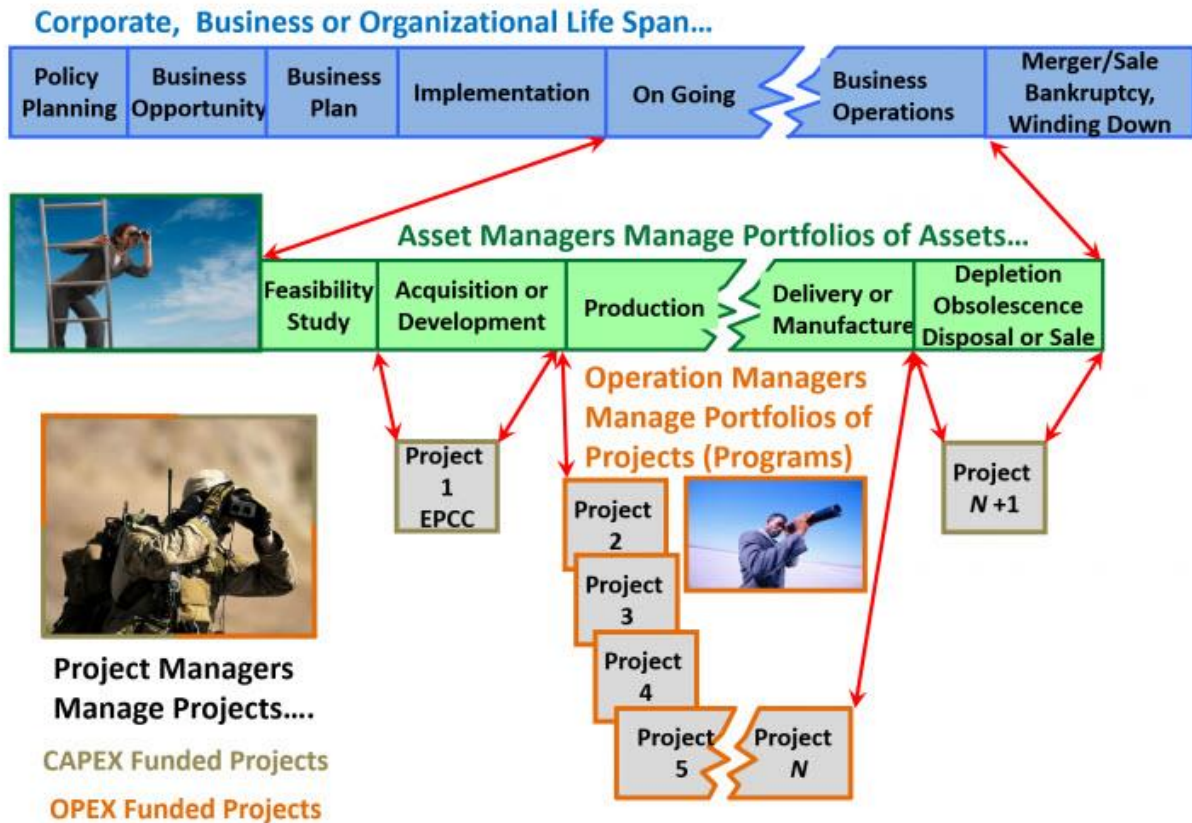 Corporate, Business or Organizational Life Span...
Policy
Planning
Business
Opportunity
Business
Plan
Implementation
On Going
Business
Operations
Merger/Sale
Bankruptcy,
Winding Down
Asset Managers Manage Portfolios of Assets...
Feasibility
Study
Acquisition or
Development
Production
Delivery or
Manufacture
Depletion
Obsolescence
Disposal or Sale
Operation Managers
Manage Portfolios of
Projects (Programs)
Project
1
EPCC
Project
2
Project
3
Project
4
Project
5
Project
N
Project
N +1
Project Managers
Manage Projects....
CAPEX Funded Projects
OPEX Funded Projects